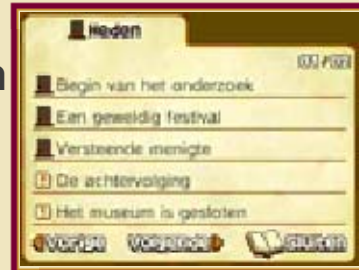 Heden
Begin van het onderzoek
Een geweldig festival
Versteende menigte
De achtervolging
Het museum is gesloten
Vorige Volgende Sluiten